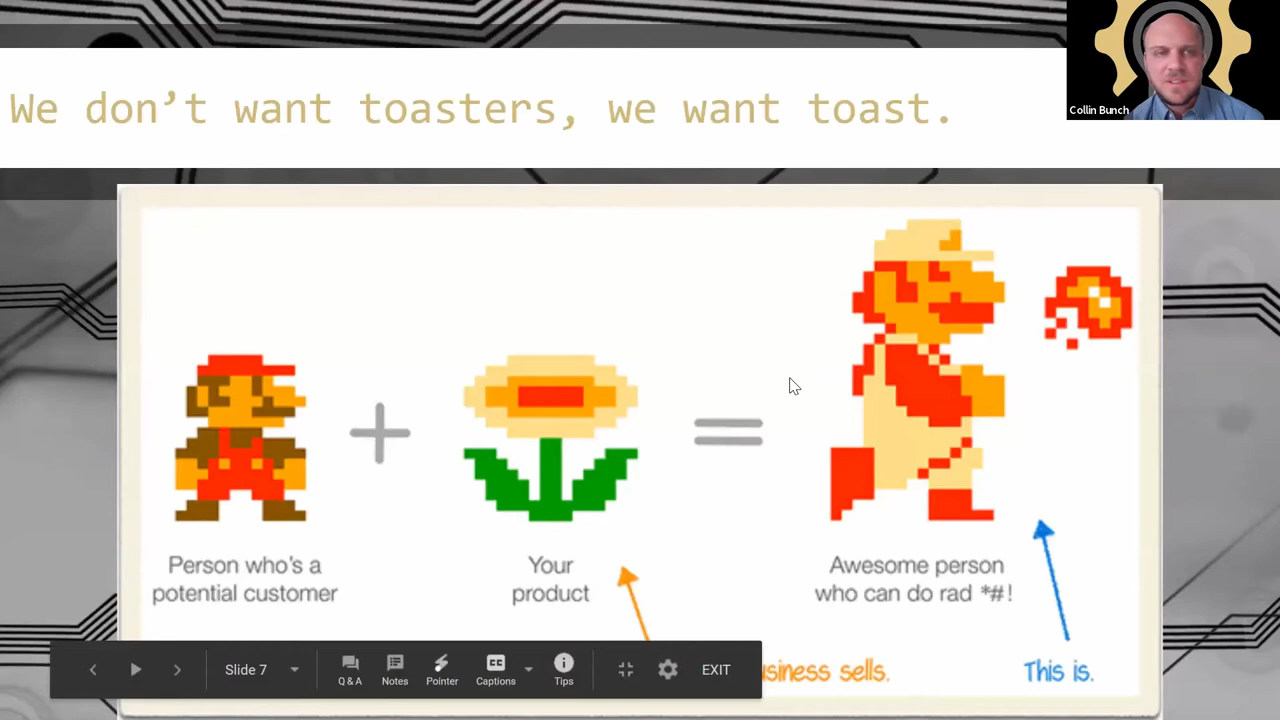 We don't want toasters, we want toast.
Collin Bunch
Person who's a
potential customer
Your
product
Awesome person
who can do rad *#!
sells.
This is.
Slide 7
Q & A
Notes
Pointer
CC
Captions
Tips
EXIT